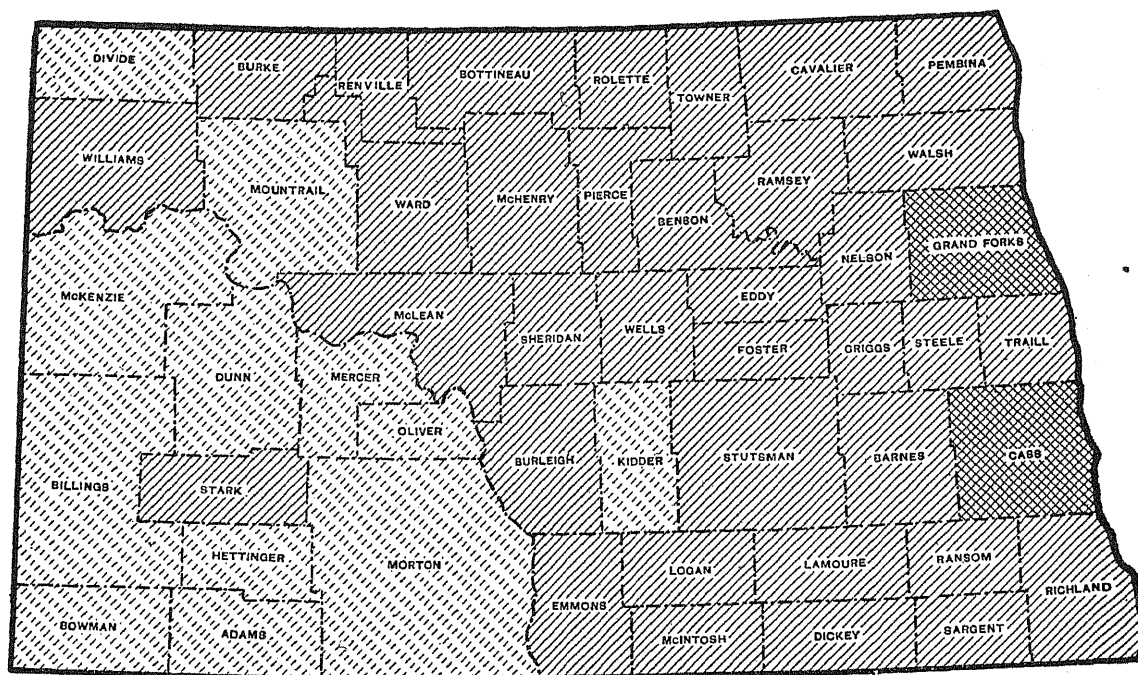 DIVIDE
BURKE
RENVILLE
BOTTINEAU
ROLETTE
TOWNER
CAVALIER
PEMBINA
WILLIAMS
MOUNTRAIL
WARD
McHENRY
PIERCE
BENSON
RAMSEY
WALSH
NELSON
GRAND FORKS
McKENZIE
DUNN
MERCER
OLIVER
McLEAN
SHERIDAN
WELLS
EDDY
FOSTER
GRIGGS
STEELE
TRAILL
BILLINGS
STARK
HETTINGER
MORTON
BURLEIGH
KIDDER
STUTSMAN
BARNES
CASS
BOWMAN
ADAMS
EMMONS
LOGAN
McINTOSH
LAMOURE
DICKEY
RANSOM
SARGENT
RICHLAND